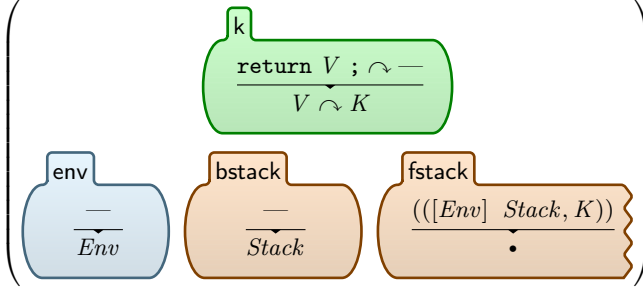 k
return V ; ↷ —
V ↷ K
env
bstack
fstack
—
—
(([Env] Stack, K))
Env
Stack
•